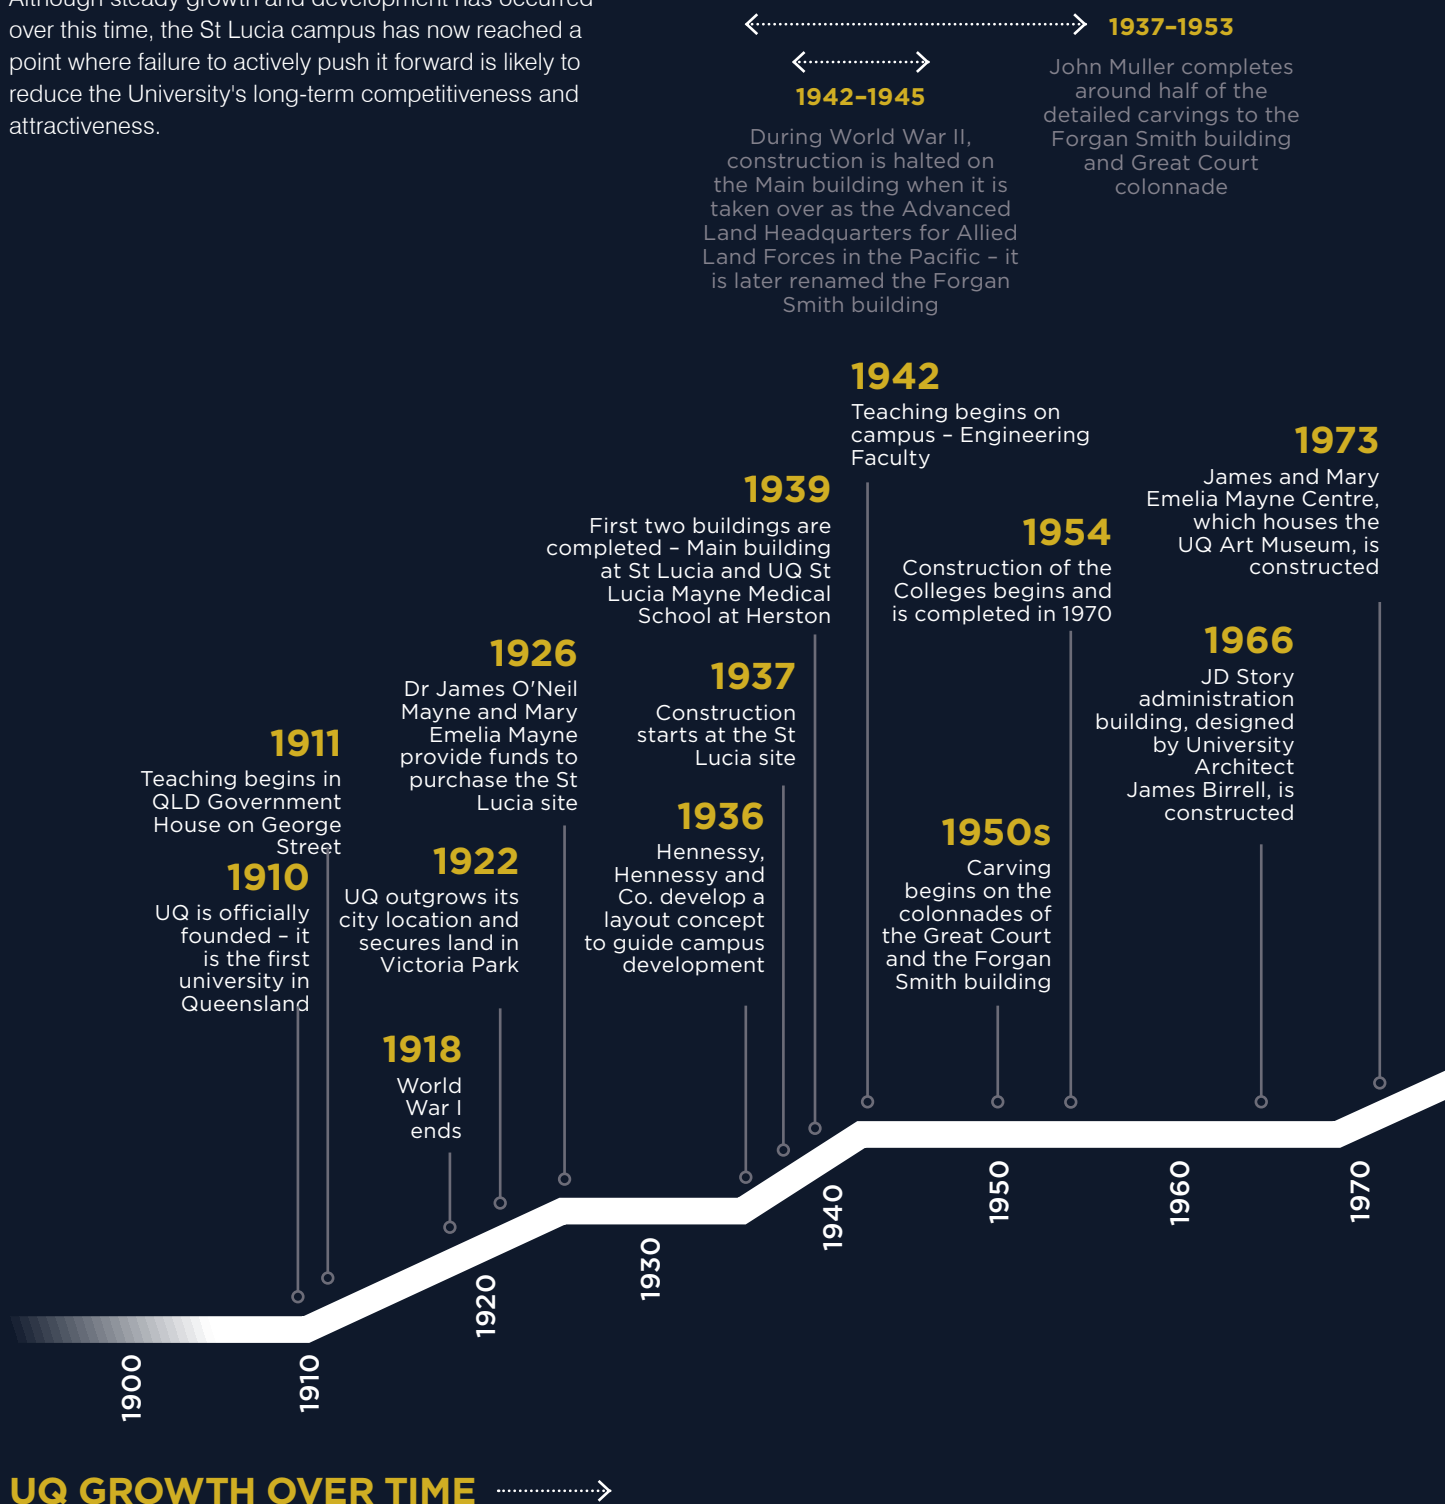 Although steady growth and development has occurred
over this time, the St Lucia campus has now reached a
point where failure to actively push it forward is likely to
reduce the University's long-term competitiveness and
attractiveness.
1937–1953
John Muller completes
around half of the
detailed carvings to the
Forgan Smith building
and Great Court
colonnade
1942–1945
During World War II,
construction is halted on
the Main building when it is
taken over as the Advanced
Land Headquarters for Allied
Land Forces in the Pacific – it
is later renamed the Forgan
Smith building
1910
UQ is officially
founded – it
is the first
university in
Queensland
1911
Teaching begins in
QLD Government
House on George
Street
1918
World
War I
ends
1922
UQ outgrows its
city location and
secures land in
Victoria Park
1926
Dr James O'Neil
Mayne and Mary
Emelia Mayne
provide funds to
purchase the St
Lucia site
1936
Hennessy,
Hennessy and
Co. develop a
layout concept
to guide campus
development
1937
Construction
starts at the St
Lucia site
1939
First two buildings are
completed – Main building
at St Lucia and UQ St
Lucia Mayne Medical
School at Herston
1942
Teaching begins on
campus – Engineering
Faculty
1950s
Carving
begins on the
colonnades of
the Great Court
and the Forgan
Smith building
1954
Construction of the
Colleges begins and
is completed in 1970
1966
JD Story
administration
building, designed
by University
Architect
James Birrell, is
constructed
1973
James and Mary
Emelia Mayne Centre,
which houses the
UQ Art Museum, is
constructed
1900
1910
1920
1930
1940
1950
1960
1970
UQ GROWTH OVER TIME